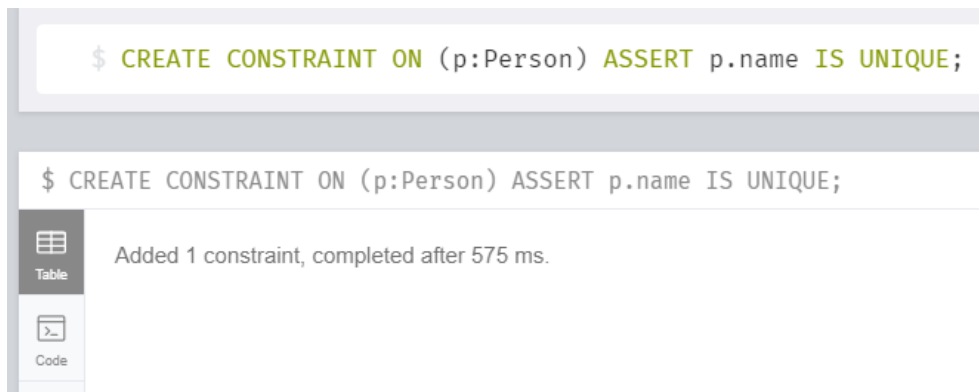 $ CREATE CONSTRAINT ON (p:Person) ASSERT p.name IS UNIQUE;
$ CREATE CONSTRAINT ON (p:Person) ASSERT p.name IS UNIQUE;
Table
Added 1 constraint, completed after 575 ms.
Code